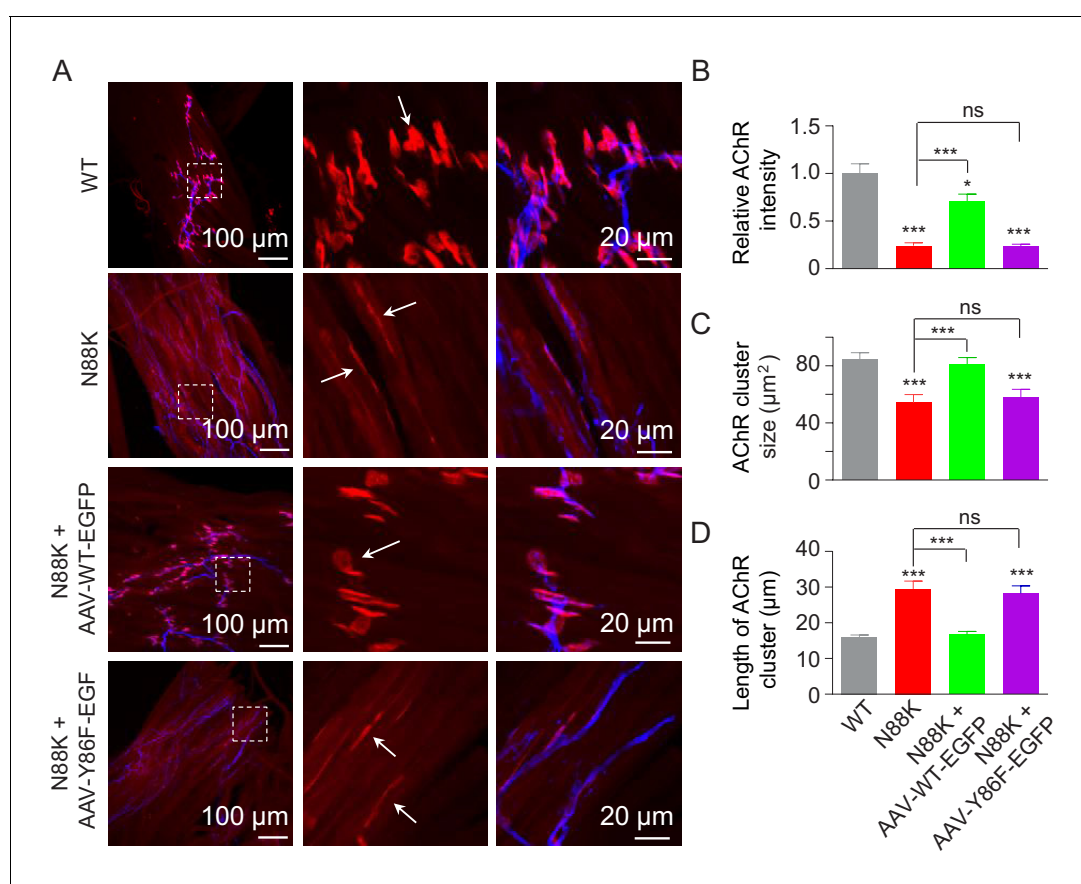 A
WT
100 µm
20 µm
N88K
100 µm
20 µm
N88K +
AAV-WT-EGFP
100 µm
20 µm
N88K +
AAV-Y86F-EGF
100 µm
20 µm
B
Relative AChR
intensity
1.5
1.0
0.5
0
***
*
***
***
ns
C
AChR cluster
size (µm²)
80
40
0
***
***
***
ns
D
Length of AChR
cluster (µm)
40
30
20
10
0
***
***
***
ns
WT
N88K
N88K +
AAV-WT-EGFP
N88K +
AAV-Y86F-EGFP